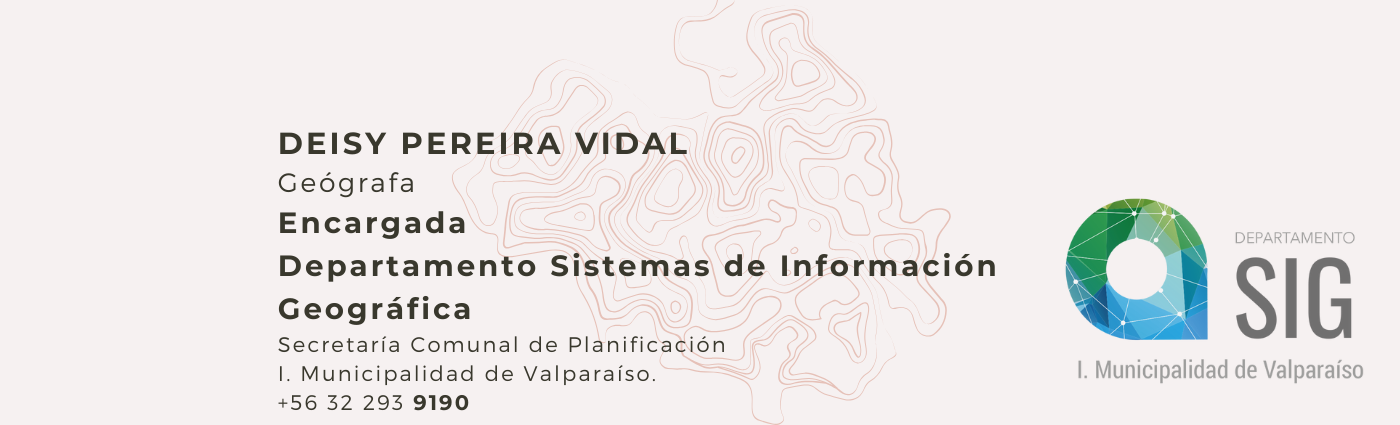 DEISY PEREIRA VIDAL
Geógrafa
Encargada
Departamento Sistemas de Información
Geográfica
Secretaría Comunal de Planificación
I. Municipalidad de Valparaíso.
+56 32 293 9190
DEPARTAMENTO
SIG
I. Municipalidad de Valparaíso